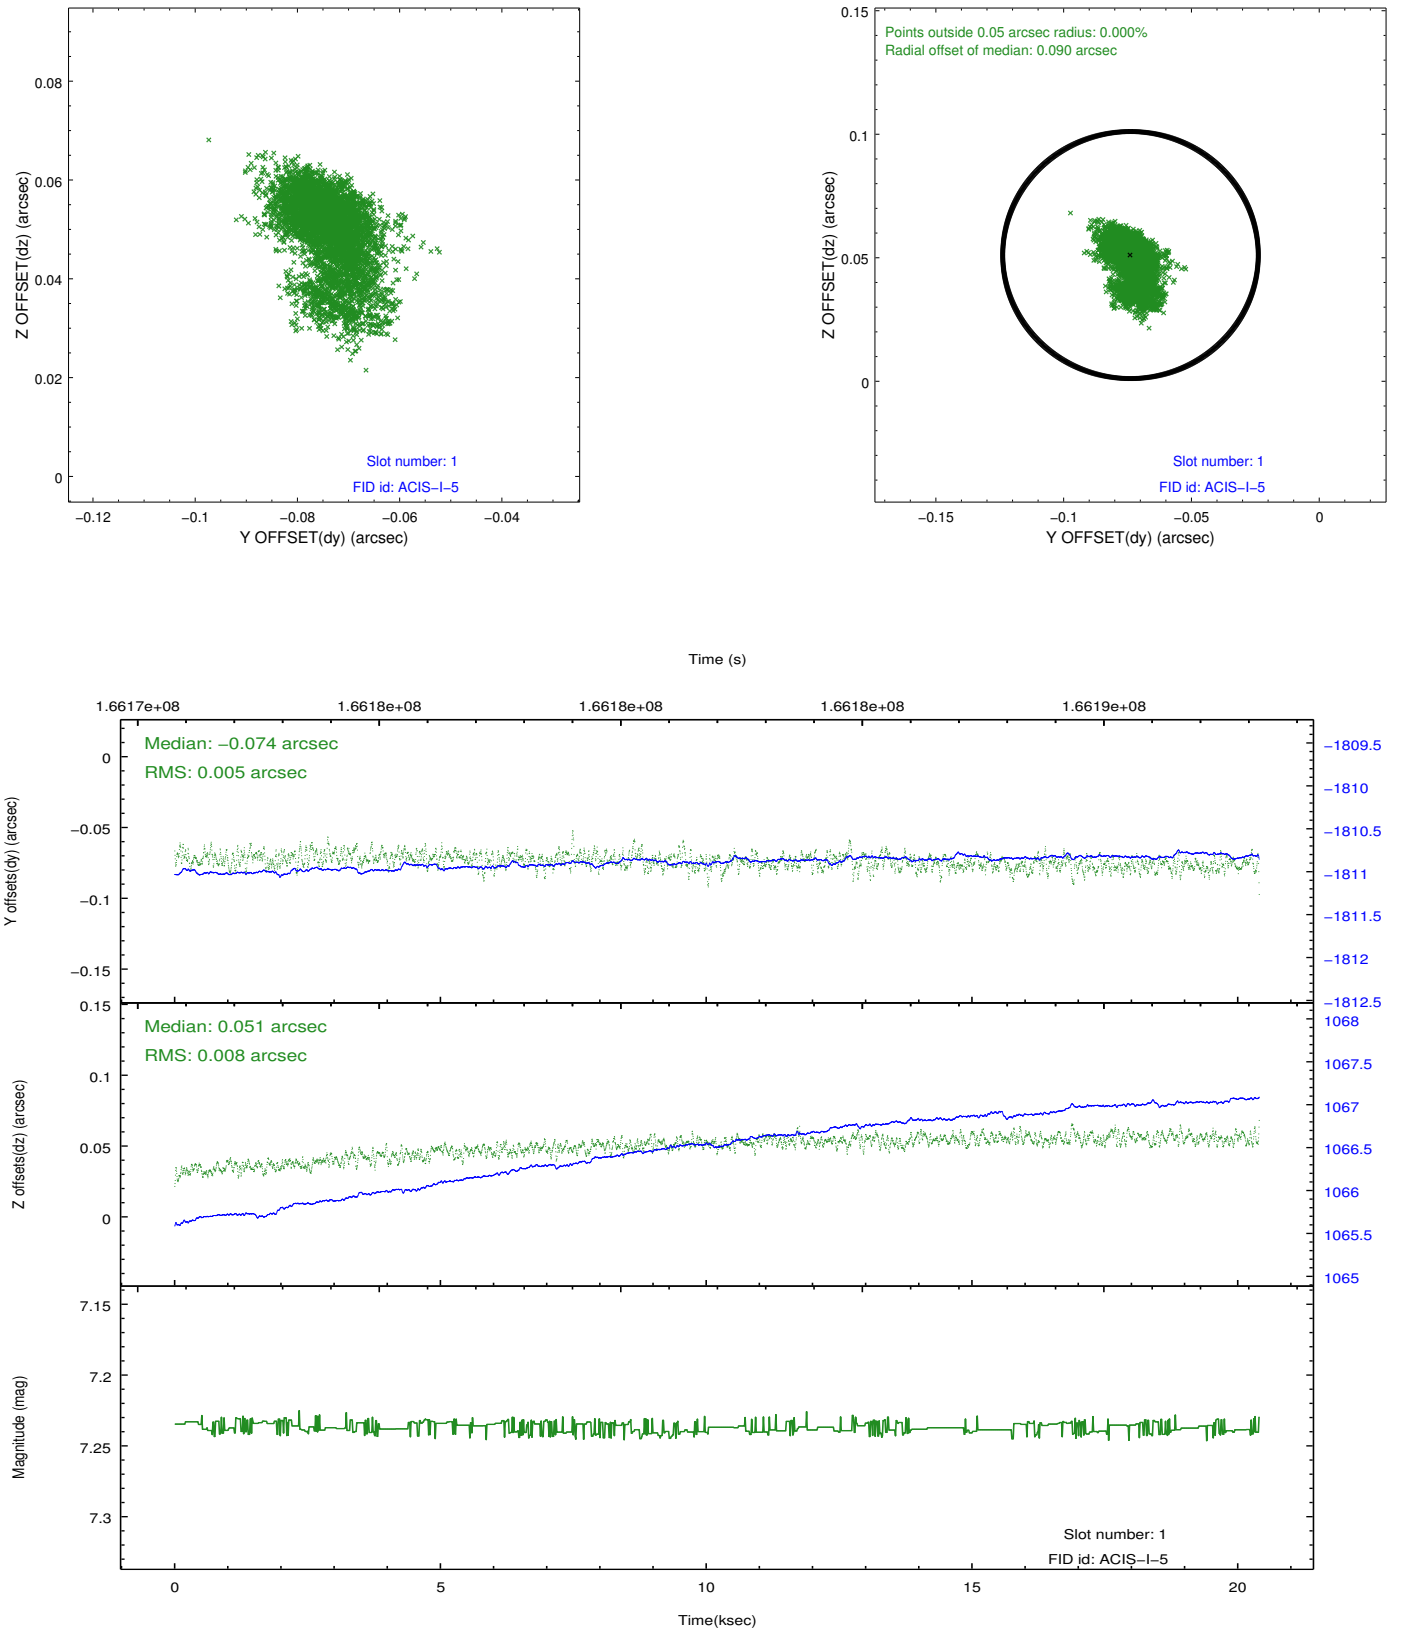 0.08
0.06
0.04
0.02
0
Z OFFSET(dz) (arcsec)
Slot number: 1
FID id: ACIS−I−5
−0.12 −0.1 −0.08 −0.06 −0.04
Y OFFSET(dy) (arcsec)
0.15
0.1
0.05
0
Z OFFSET(dz) (arcsec)
Points outside 0.05 arcsec radius: 0.000%
Radial offset of median: 0.090 arcsec
Slot number: 1
FID id: ACIS−I−5
−0.15 −0.1 −0.05 0
Y OFFSET(dy) (arcsec)
Time (s)
1.6617e+08 1.6618e+08 1.6618e+08 1.6618e+08 1.6619e+08
Median: −0.074 arcsec
RMS: 0.005 arcsec
0
−0.05
−0.1
−0.15
Y offsets(dy) (arcsec)
−1809.5
−1810
−1810.5
−1811
−1811.5
−1812
−1812.5
Median: 0.051 arcsec
RMS: 0.008 arcsec
0.15
0.1
0.05
0
Z offsets(dz) (arcsec)
1068
1067.5
1067
1066.5
1066
1065.5
1065
7.15
7.2
7.25
7.3
Magnitude (mag)
Slot number: 1
FID id: ACIS−I−5
0 5 10 15 20
Time(ksec)